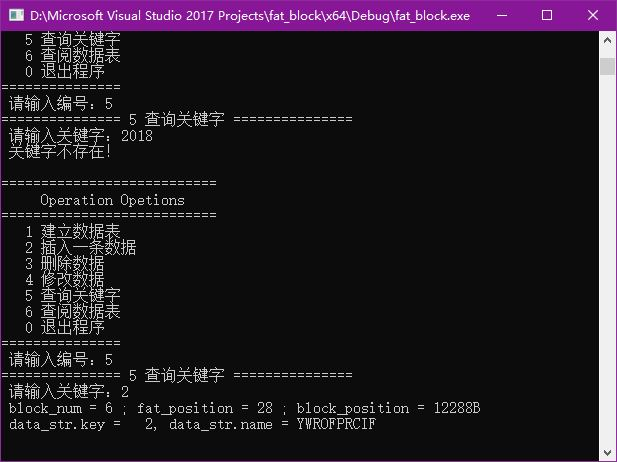 D:\Microsoft Visual Studio 2017 Projects\fat_block\x64\Debug\fat_block.exe
5 查询关键字
6 查阅数据表
0 退出程序
===============
请输入编号：5
=============== 5 查询关键字 ===============
请输入关键字：2018
关键字不存在!
===========================
Operation Opetions
===========================
1 建立数据表
2 插入一条数据
3 删除数据
4 修改数据
5 查询关键字
6 查阅数据表
0 退出程序
===============
请输入编号：5
=============== 5 查询关键字 ===============
请输入关键字：2
block_num = 6 ; fat_position = 28 ; block_position = 12288B
data_str.key =   2, data_str.name = YWROFPRCIF